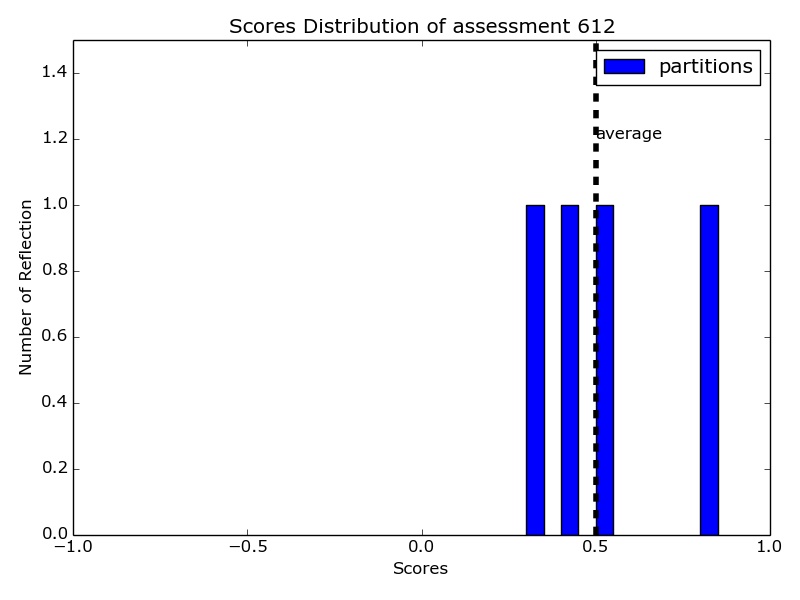 Scores Distribution of assessment 612
partitions
average
Number of Reflection
1.4
1.2
1.0
0.8
0.6
0.4
0.2
0.0
−1.0 −0.5 0.0 0.5 1.0
Scores